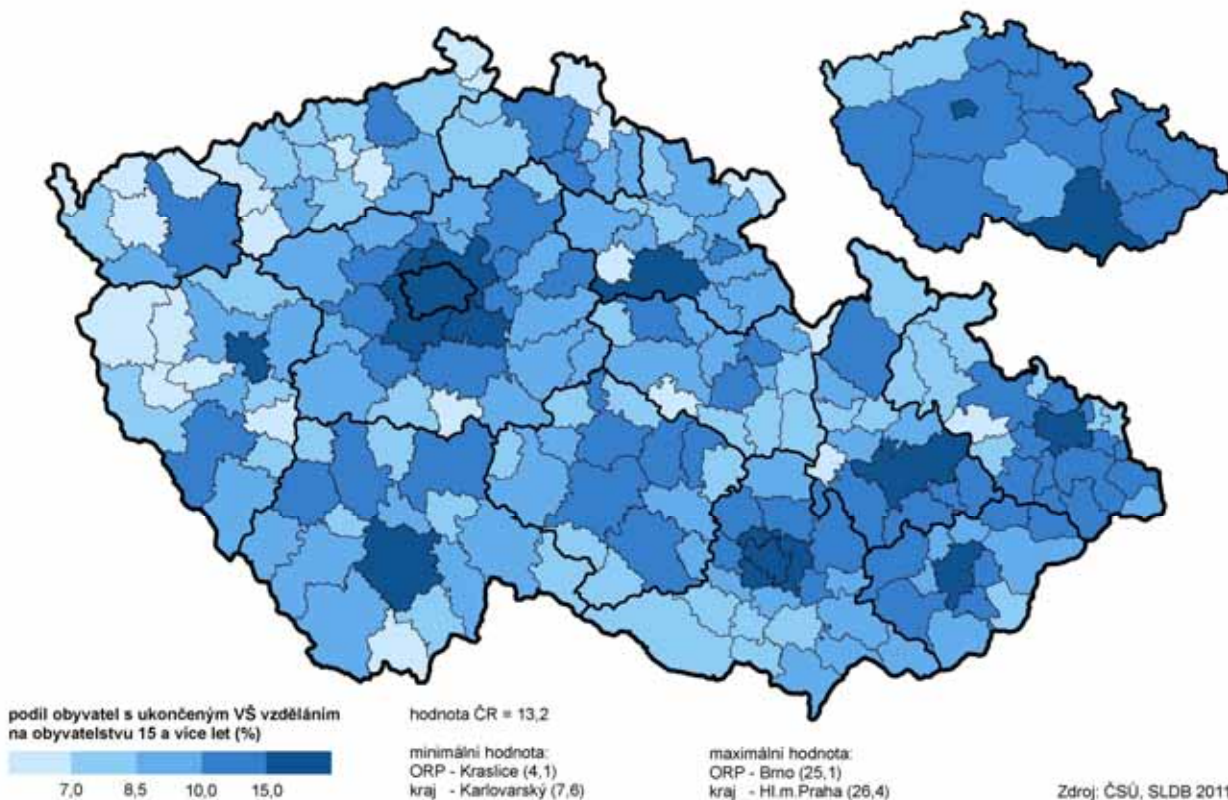 podíl obyvatel s ukončeným VŠ vzděláním
na obyvatelstvu 15 a více let (%)
7,0 8,5 10,0 15,0
hodnota ČR = 13,2
minimální hodnota:
ORP - Kraslice (4,1)
kraj - Karlovarský (7,6)
maximální hodnota:
ORP - Brno (25,1)
kraj - Hl.m.Praha (26,4)
Zdroj: ČSÚ, SLDB 2011